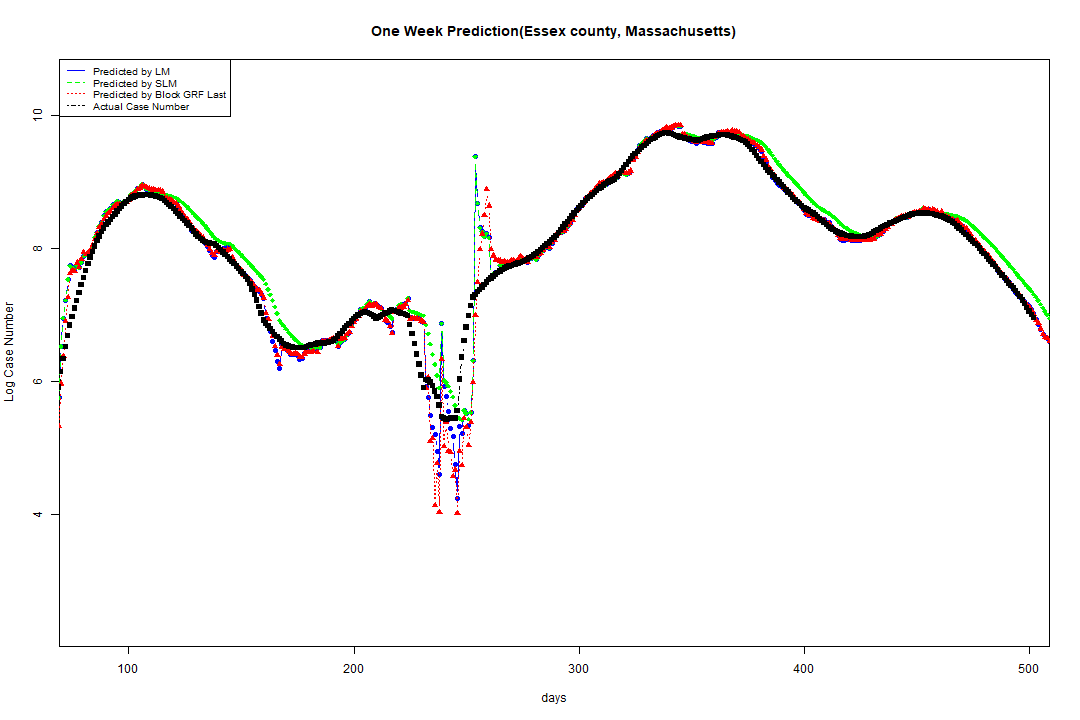 One Week Prediction(Essex county, Massachusetts)
Predicted by LM
Predicted by SLM
Predicted by Block GRF Last
Actual Case Number
10
8
6
4
Log Case Number
100 200 300 400 500
days